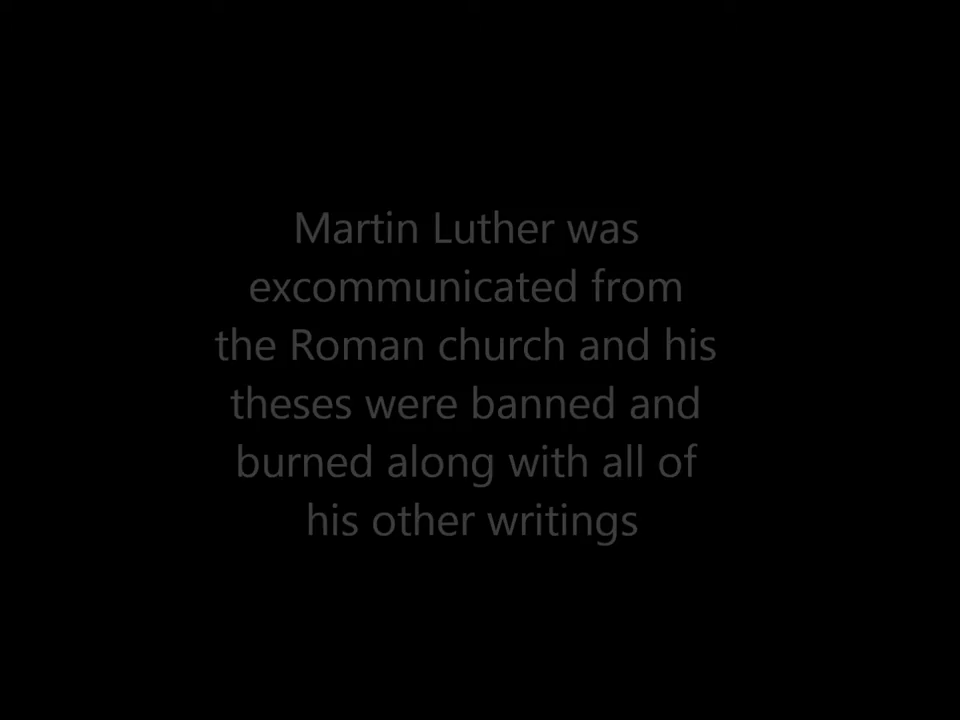 Martin Luther was
excommunicated from
the Roman church and his
theses were banned and
burned along with all of
his other writings